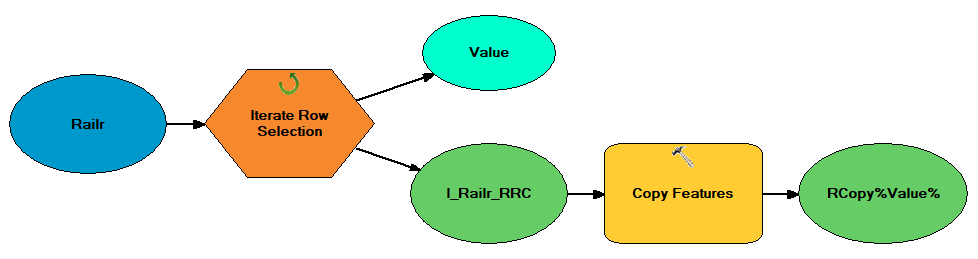 Railr
Iterate Row
Selection
Value
I_Railr_RRC
Copy Features
RCopy%Value%